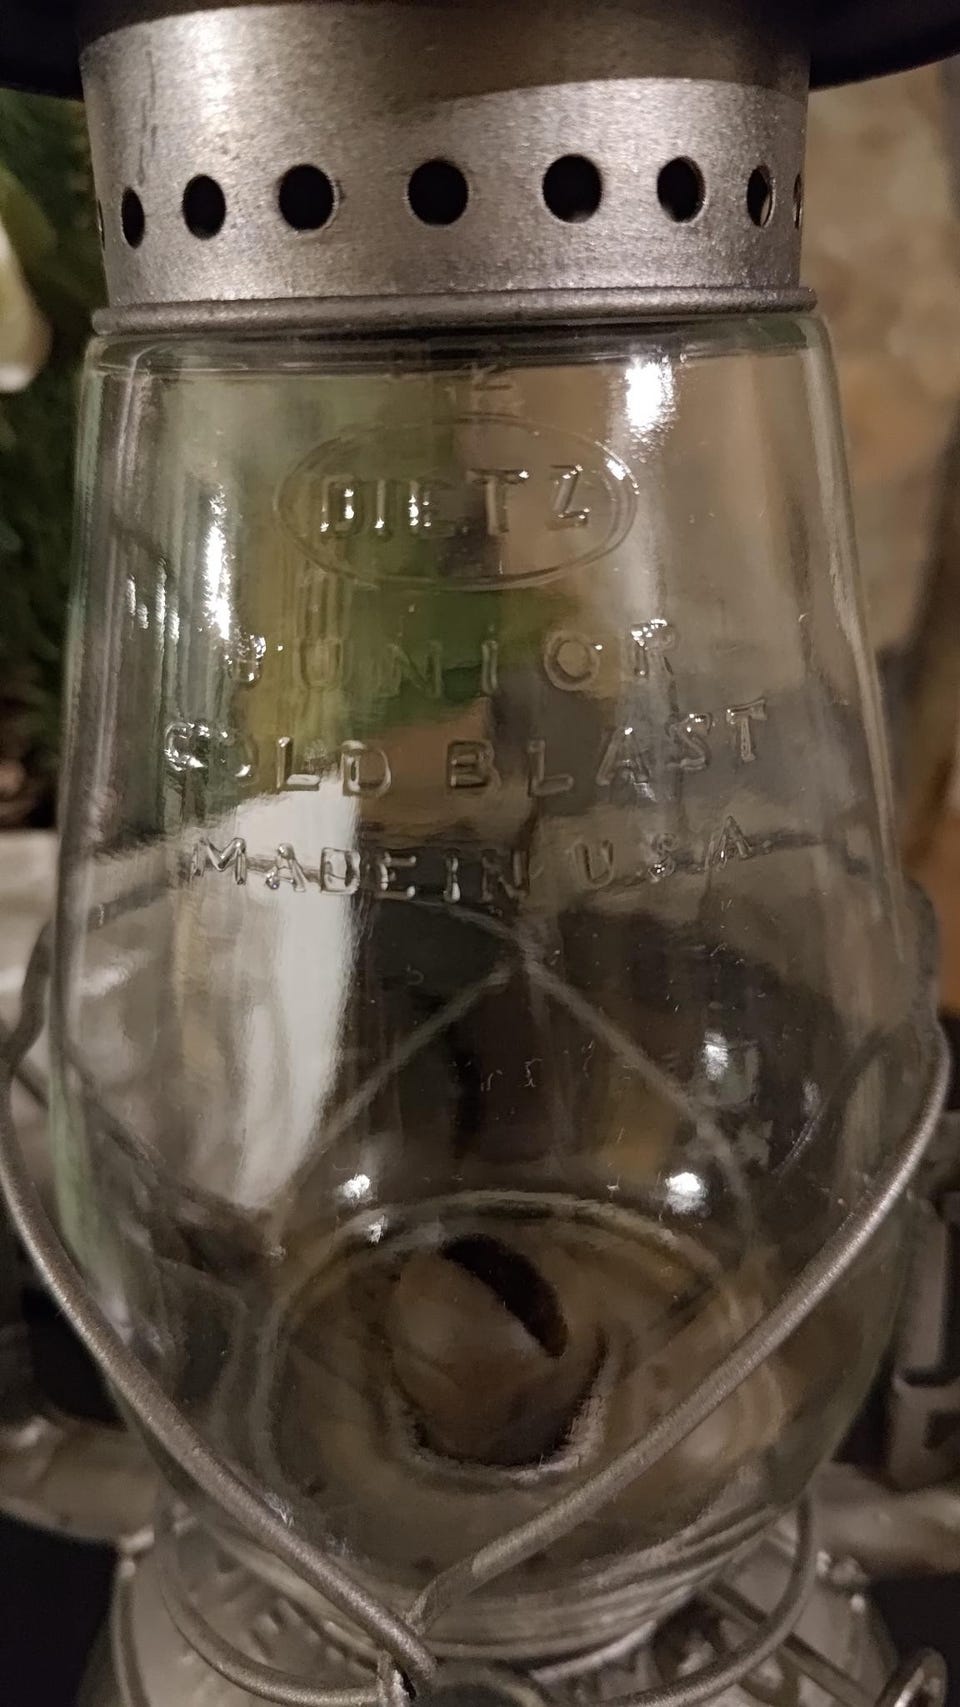 DIETZ
JUNIOR
COLD BLAST
MADE IN U.S.A.